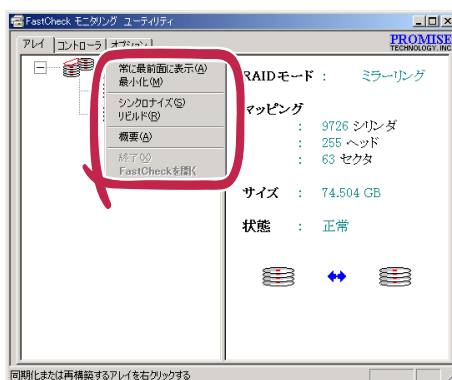 FastCheck モニタリング ユーティリティ
アレイ コントローラ オプション
PROMISE
TECHNOLOGY, INC
常に最前面に表示(A)
最小化(M)
シンクロナイズ(S)
リビルド(R)
概要(A)
終了(X)
FastCheckを開く
RAIDモード : ミラーリング
マッピング
: 9726 シリンダ
: 255 ヘッド
: 63 セクタ
サイズ : 74.504 GB
状態 : 正常
同期化または再構築するアレイを右クリックする